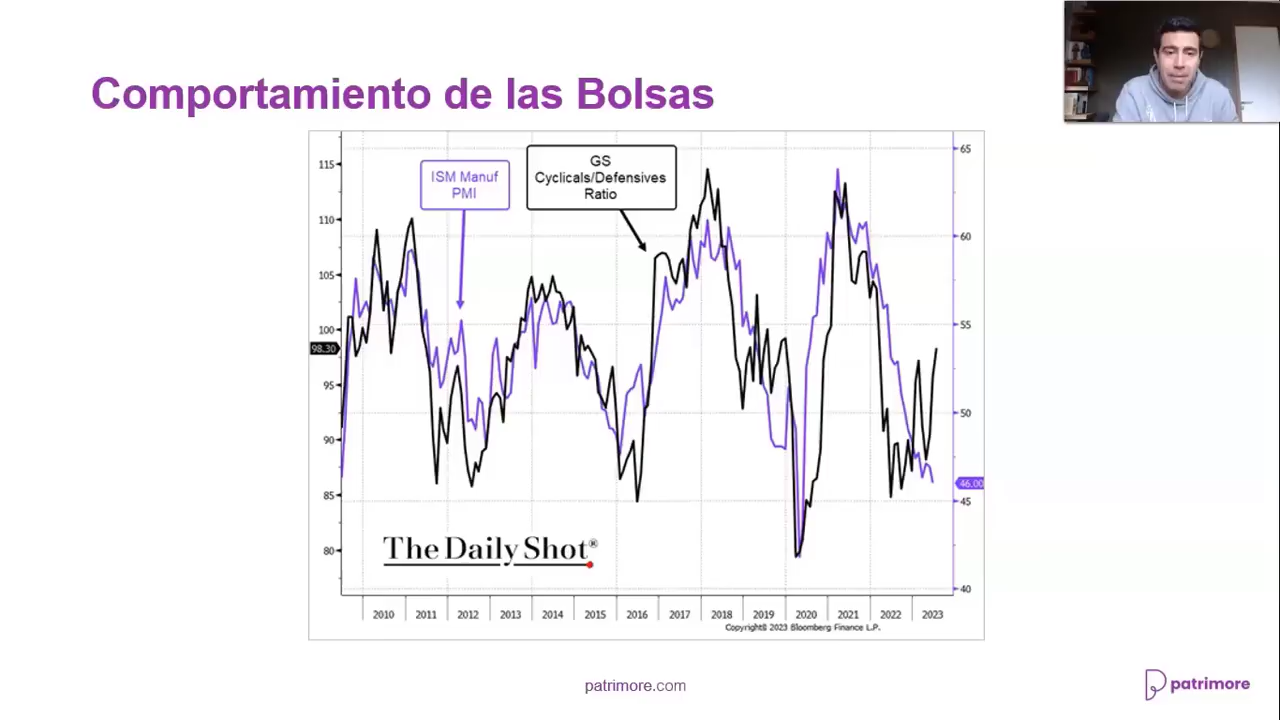 Comportamiento de las Bolsas
ISM Manuf
PMI
GS
Cyclicals/Defensives
Ratio
115
110
105
100
98.30
95
90
85
80
65
60
55
50
46.00
45
40
The Daily Shot®
2010 2011 2012 2013 2014 2015 2016 2017 2018 2019 2020 2021 2022 2023
Copyright© 2023 Bloomberg Finance L.P.
patrimore.com
patrimore